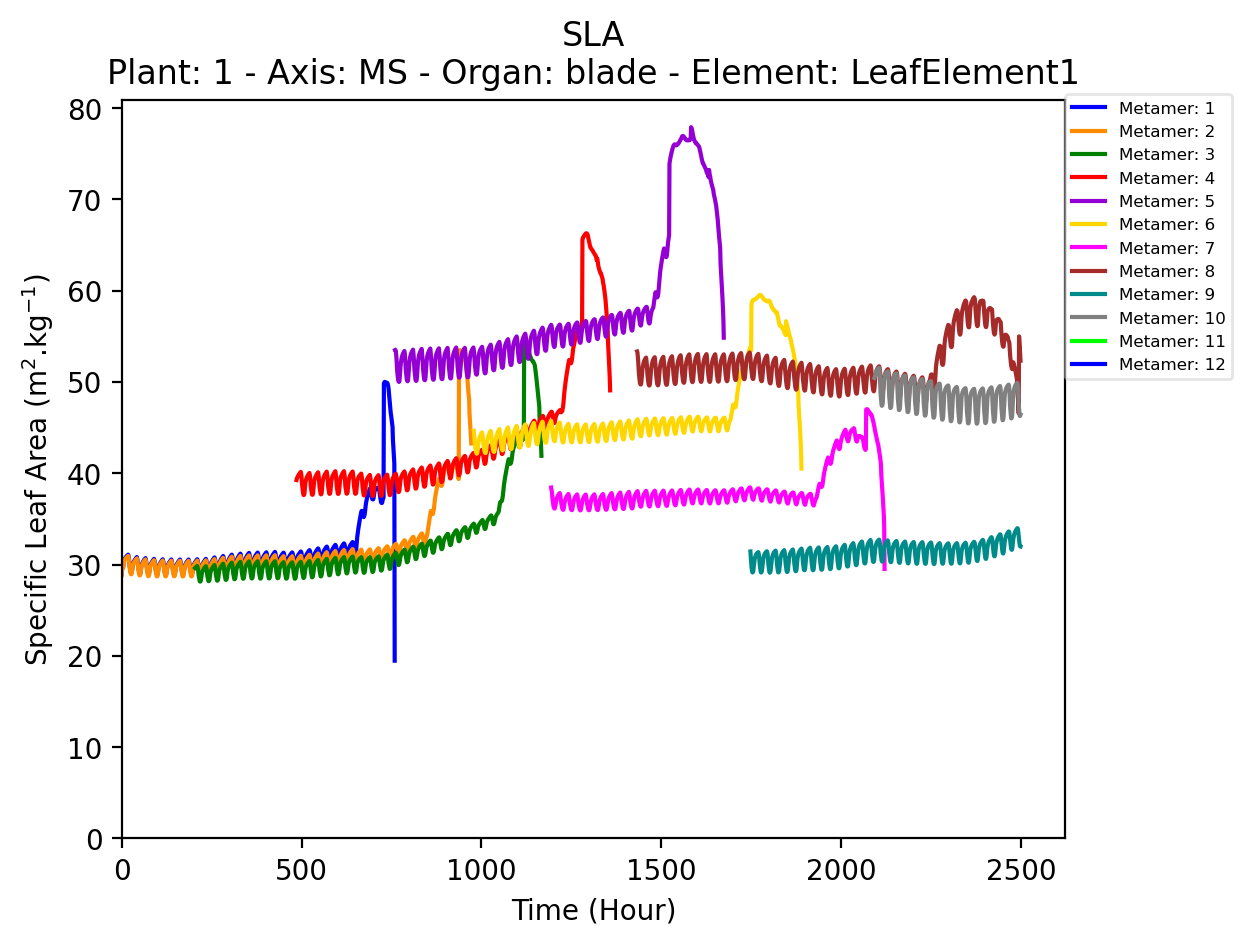 SLA
Plant: 1 - Axis: MS - Organ: blade - Element: LeafElement1
80
70
60
50
40
30
20
10
0
Specific Leaf Area (m².kg⁻¹)
0 500 1000 1500 2000 2500
Time (Hour)
Metamer: 1
Metamer: 2
Metamer: 3
Metamer: 4
Metamer: 5
Metamer: 6
Metamer: 7
Metamer: 8
Metamer: 9
Metamer: 10
Metamer: 11
Metamer: 12